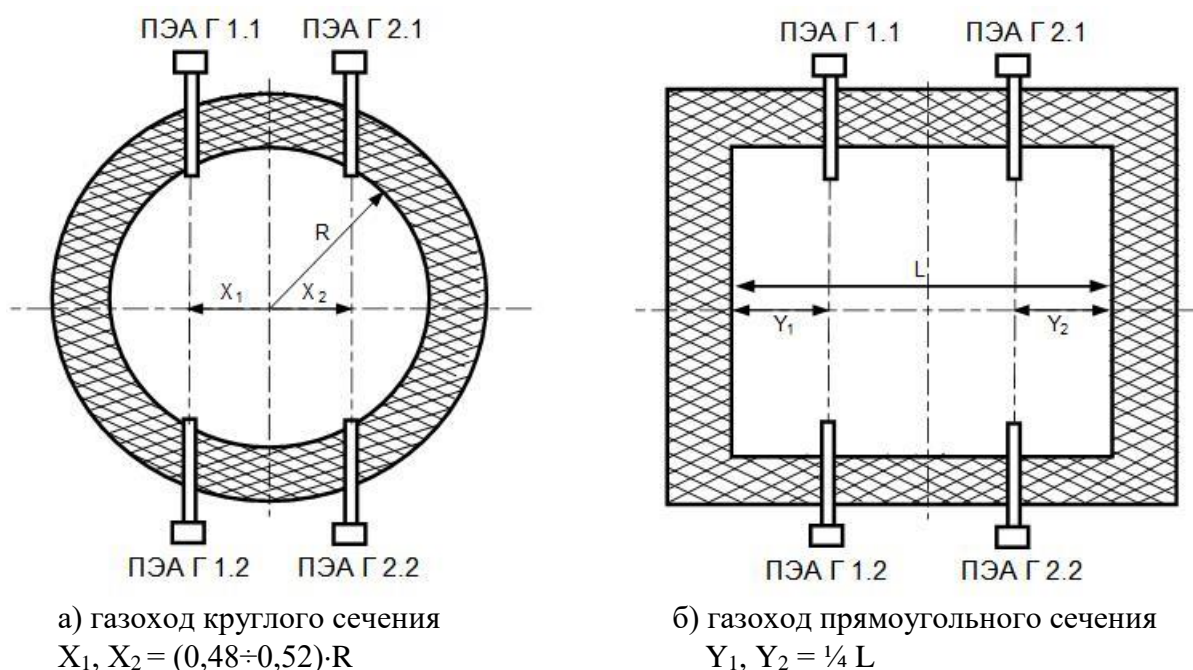 ПЭА Г 1.1 ПЭА Г 2.1
R
X₁ X₂
ПЭА Г 1.2 ПЭА Г 2.2
а) газоход круглого сечения
X₁, X₂ = (0,48÷0,52)·R
ПЭА Г 1.1 ПЭА Г 2.1
L
Y₁ Y₂
ПЭА Г 1.2 ПЭА Г 2.2
б) газоход прямоугольного сечения
Y₁, Y₂ = ¼ L